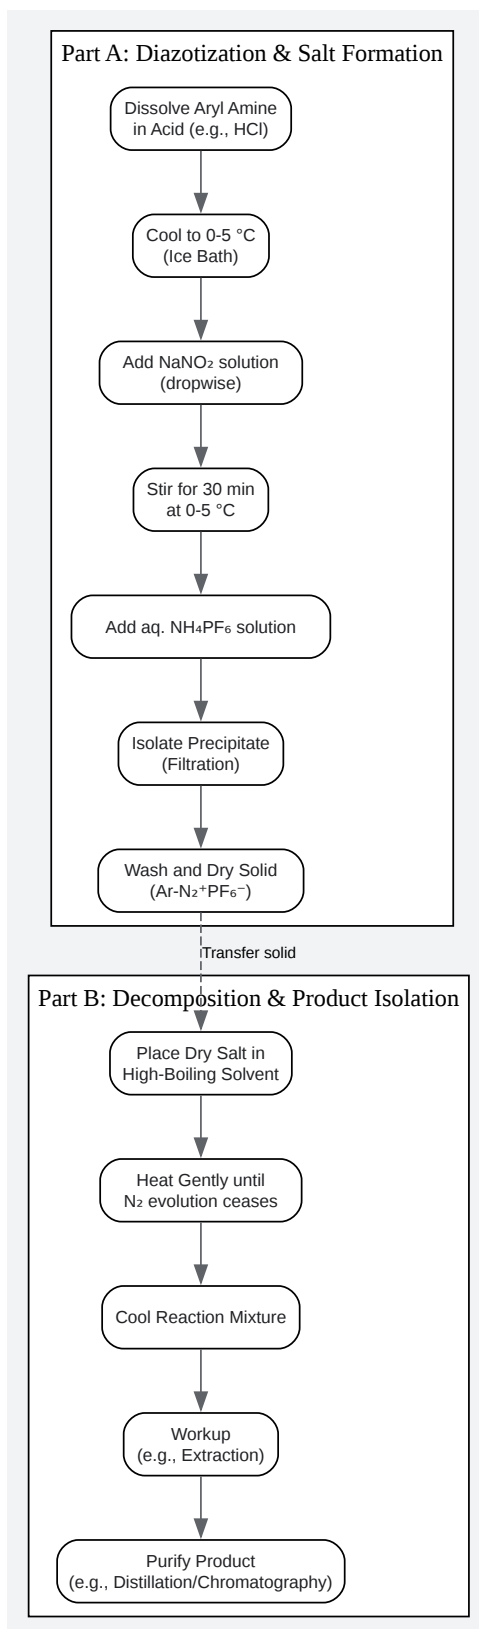 Part A: Diazotization & Salt Formation
Dissolve Aryl Amine
in Acid (e.g., HCl)
Cool to 0-5 °C
(Ice Bath)
Add NaNO₂ solution
(dropwise)
Stir for 30 min
at 0-5 °C
Add aq. NH₄PF₆ solution
Isolate Precipitate
(Filtration)
Wash and Dry Solid
(Ar-N₂⁺PF₆⁻)
Transfer solid
Part B: Decomposition & Product Isolation
Place Dry Salt in
High-Boiling Solvent
Heat Gently until
N₂ evolution ceases
Cool Reaction Mixture
Workup
(e.g., Extraction)
Purify Product
(e.g., Distillation/Chromatography)